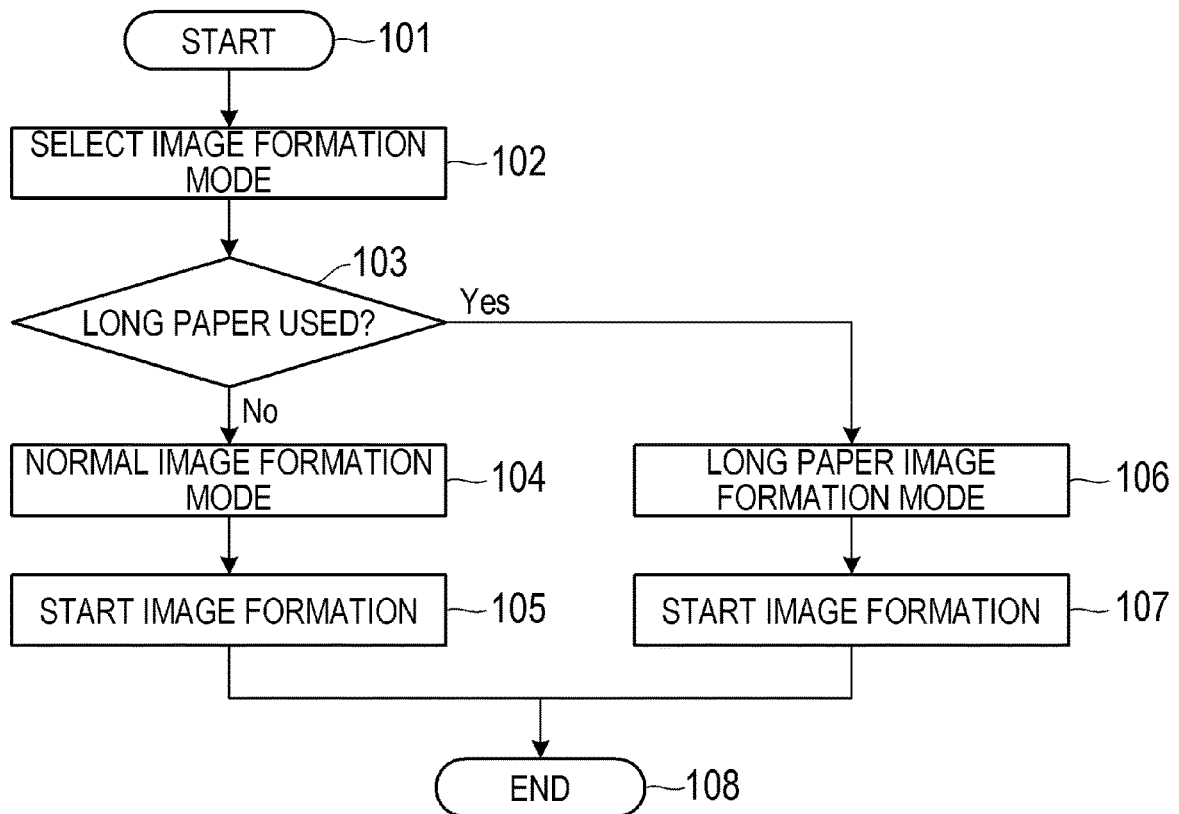 START
101
SELECT IMAGE FORMATION
MODE
102
103
LONG PAPER USED?
Yes
No
NORMAL IMAGE FORMATION
MODE
104
LONG PAPER IMAGE
FORMATION MODE
106
START IMAGE FORMATION
105
START IMAGE FORMATION
107
END
108